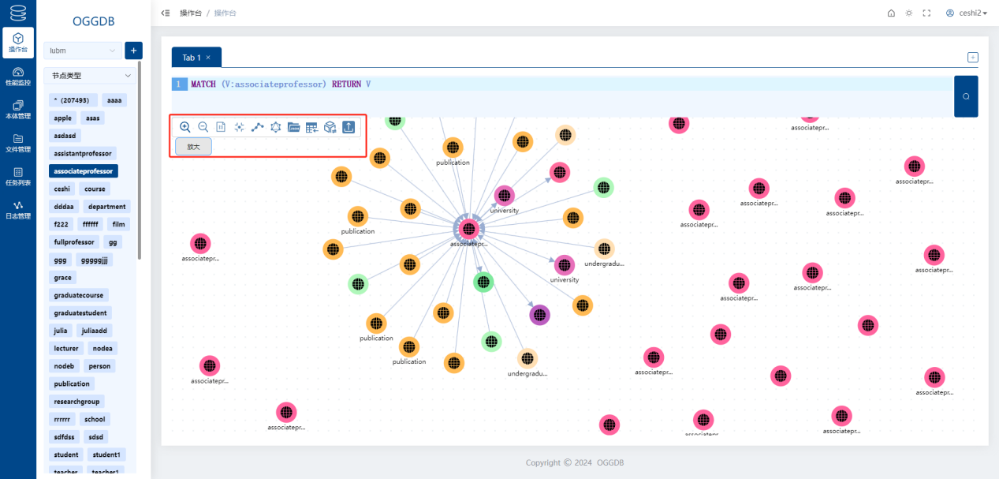 操作台
性能监控
本体管理
文件管理
任务列表
日志管理
OGGDB
lubm
+
节点类型
* (207493) aaaa
apple asas
asdasd
assistantprofessor
associateprofessor
ceshi course
dddaa department
f222 ffffff film
fullprofessor gg
ggg gggggjjj
grace
graduatecourse
graduatestudent
julia juliaadd
lecturer nodea
nodeb person
publication
researchgroup
rrrrrr school
sdfdss sdsd
student student1
teacher teacher1
操作台 / 操作台
ceshi2
Tab 1 ×
1 MATCH (V:associateprofessor) RETURN V
放大
associatepr...
publication
associatepr...
university
associatepr...
associatepr...
associatepr...
publication
associatepr...
associatepr...
undergradu...
associatepr...
university
associatepr...
associatepr...
publication
publication
undergradu...
associatepr...
associatepr...
associatepr...
associatepr...
associatepr...
associatepr...
Copyright © 2024 OGGDB